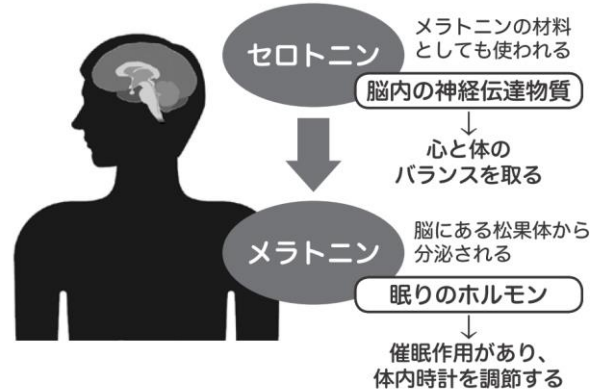 セロトニン
メラトニンの材料
としても使われる
脳内の神経伝達物質
↓
心と体の
バランスを取る
メラトニン
脳にある松果体から
分泌される
眠りのホルモン
↓
催眠作用があり、
体内時計を調節する